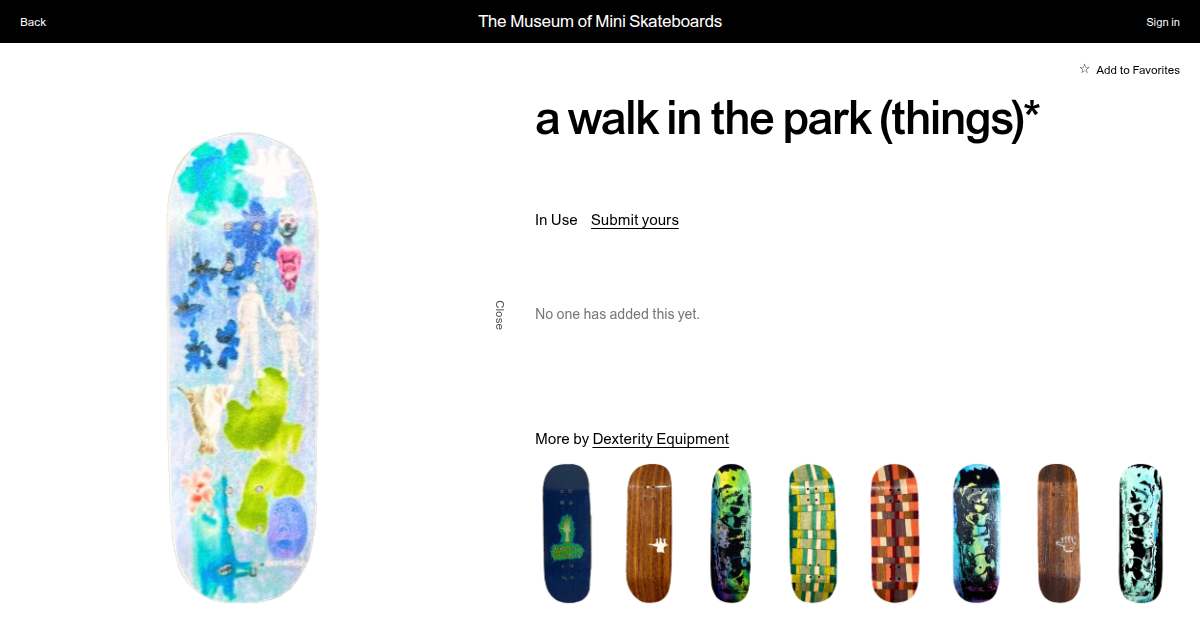 Back
The Museum of Mini Skateboards
Sign in
☆ Add to Favorites
a walk in the park (things)*
In Use Submit yours
Close
No one has added this yet.
More by Dexterity Equipment